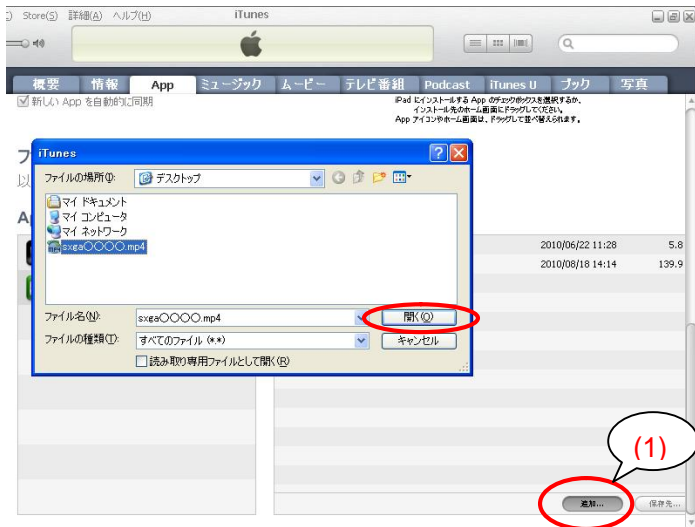 Store(S) 詳細(A) ヘルプ(H) iTunes
概要 情報 App ミュージック ムービー テレビ番組 Podcast iTunes U ブック 写真
新しい App を自動的に同期
iPad にインストールする App のチェックボックスを選択するか、
インストール先のホーム画面にドラッグしてください。
App アイコンやホーム画面は、ドラッグして並べ替えられます。
iTunes
ファイルの場所(I): デスクトップ
マイ ドキュメント
マイ コンピュータ
マイ ネットワーク
sxga〇〇〇〇.mp4
2010/06/22 11:28 5.8
2010/08/18 14:14 139.9
ファイル名(N): sxga〇〇〇〇.mp4 開く(O)
ファイルの種類(T): すべてのファイル (*.*) キャンセル
読み取り専用ファイルとして開く(R)
(1)
追加... 保存先...